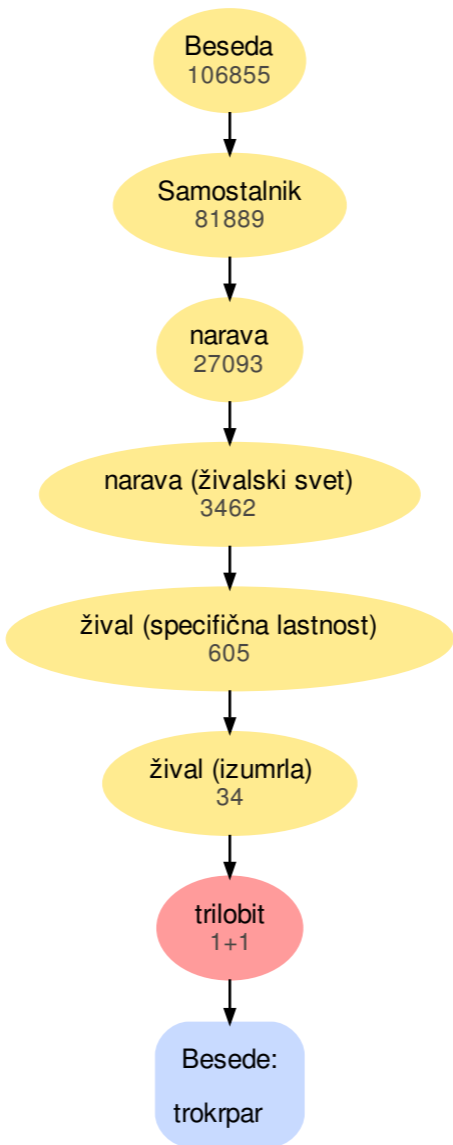 Beseda
106855
Samostalnik
81889
narava
27093
narava (živalski svet)
3462
žival (specifična lastnost)
605
žival (izumrla)
34
trilobit
1+1
Besede:
trokrpar